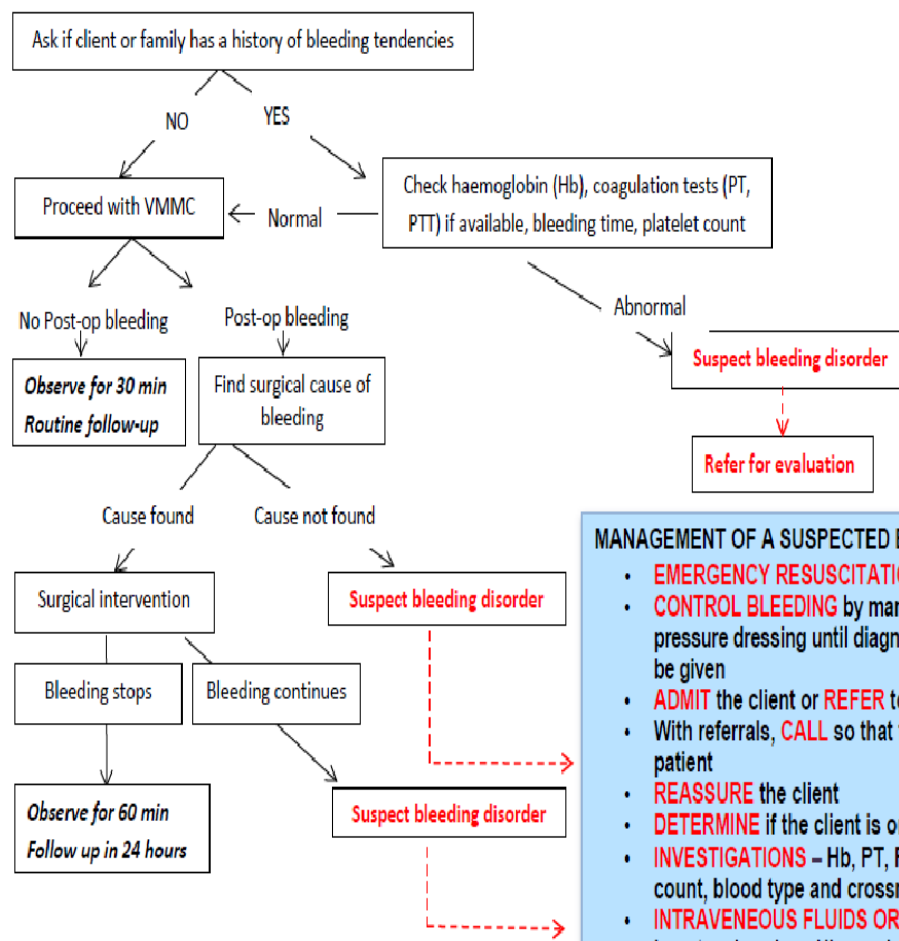 Ask if client or family has a history of bleeding tendencies
NO
YES
Proceed with VMMC
Normal
Check haemoglobin (Hb), coagulation tests (PT,
PTT) if available, bleeding time, platelet count
No Post-op bleeding
Post-op bleeding
Abnormal
Observe for 30 min
Routine follow-up
Find surgical cause of
bleeding
Suspect bleeding disorder
Refer for evaluation
Cause found
Cause not found
Surgical intervention
Suspect bleeding disorder
Bleeding stops
Bleeding continues
Observe for 60 min
Follow up in 24 hours
Suspect bleeding disorder
MANAGEMENT OF A SUSPECTED
• EMERGENCY
• CONTROL BLEEDING by
pressure dressing until
be given
• ADMIT the client or REFER
• With referrals, CALL so that
patient
• REASSURE the client
• DETERMINE if the client is
• INVESTIGATIONS – Hb, PT,
count, blood type and
• INTRAVENEOUS FLUIDS OR